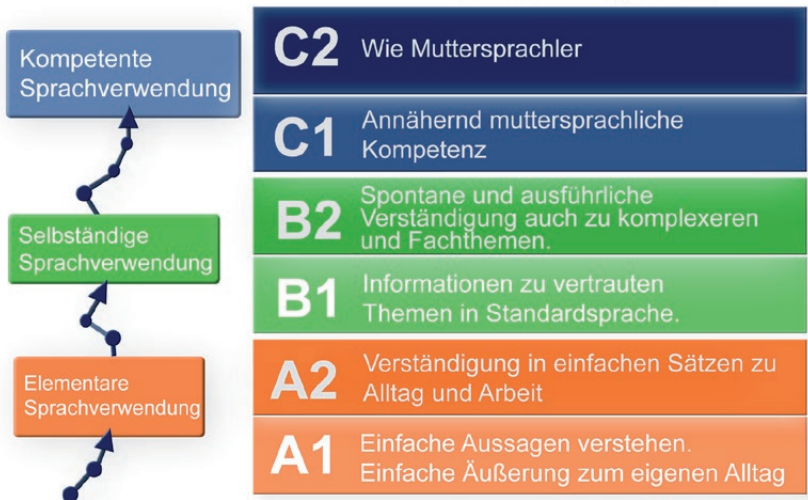 Kompetente
Sprachverwendung
C2 Wie Muttersprachler
C1 Annähernd muttersprachliche
Kompetenz
Selbständige
Sprachverwendung
B2 Spontane und ausführliche
Verständigung auch zu komplexeren
und Fachthemen.
B1 Informationen zu vertrauten
Themen in Standardsprache.
Elementare
Sprachverwendung
A2 Verständigung in einfachen Sätzen zu
Alltag und Arbeit
A1 Einfache Aussagen verstehen.
Einfache Äußerung zum eigenen Alltag